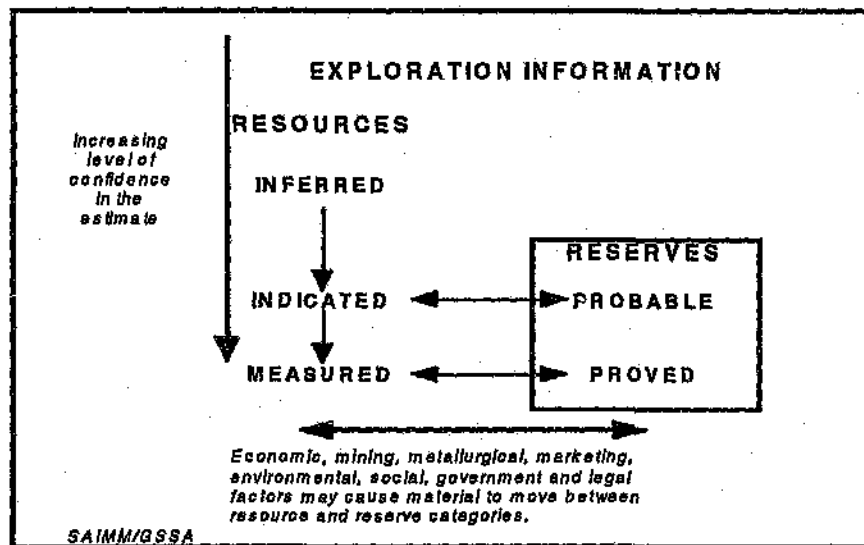 EXPLORATION INFORMATION
RESOURCES
Increasing
level of
confidence
in the
estimate
INFERRED
RESERVES
INDICATED
PROBABLE
MEASURED
PROVED
Economic, mining, metallurgical, marketing,
environmental, social, government and legal
factors may cause material to move between
resource and reserve categories.
SAIMM/GSSA